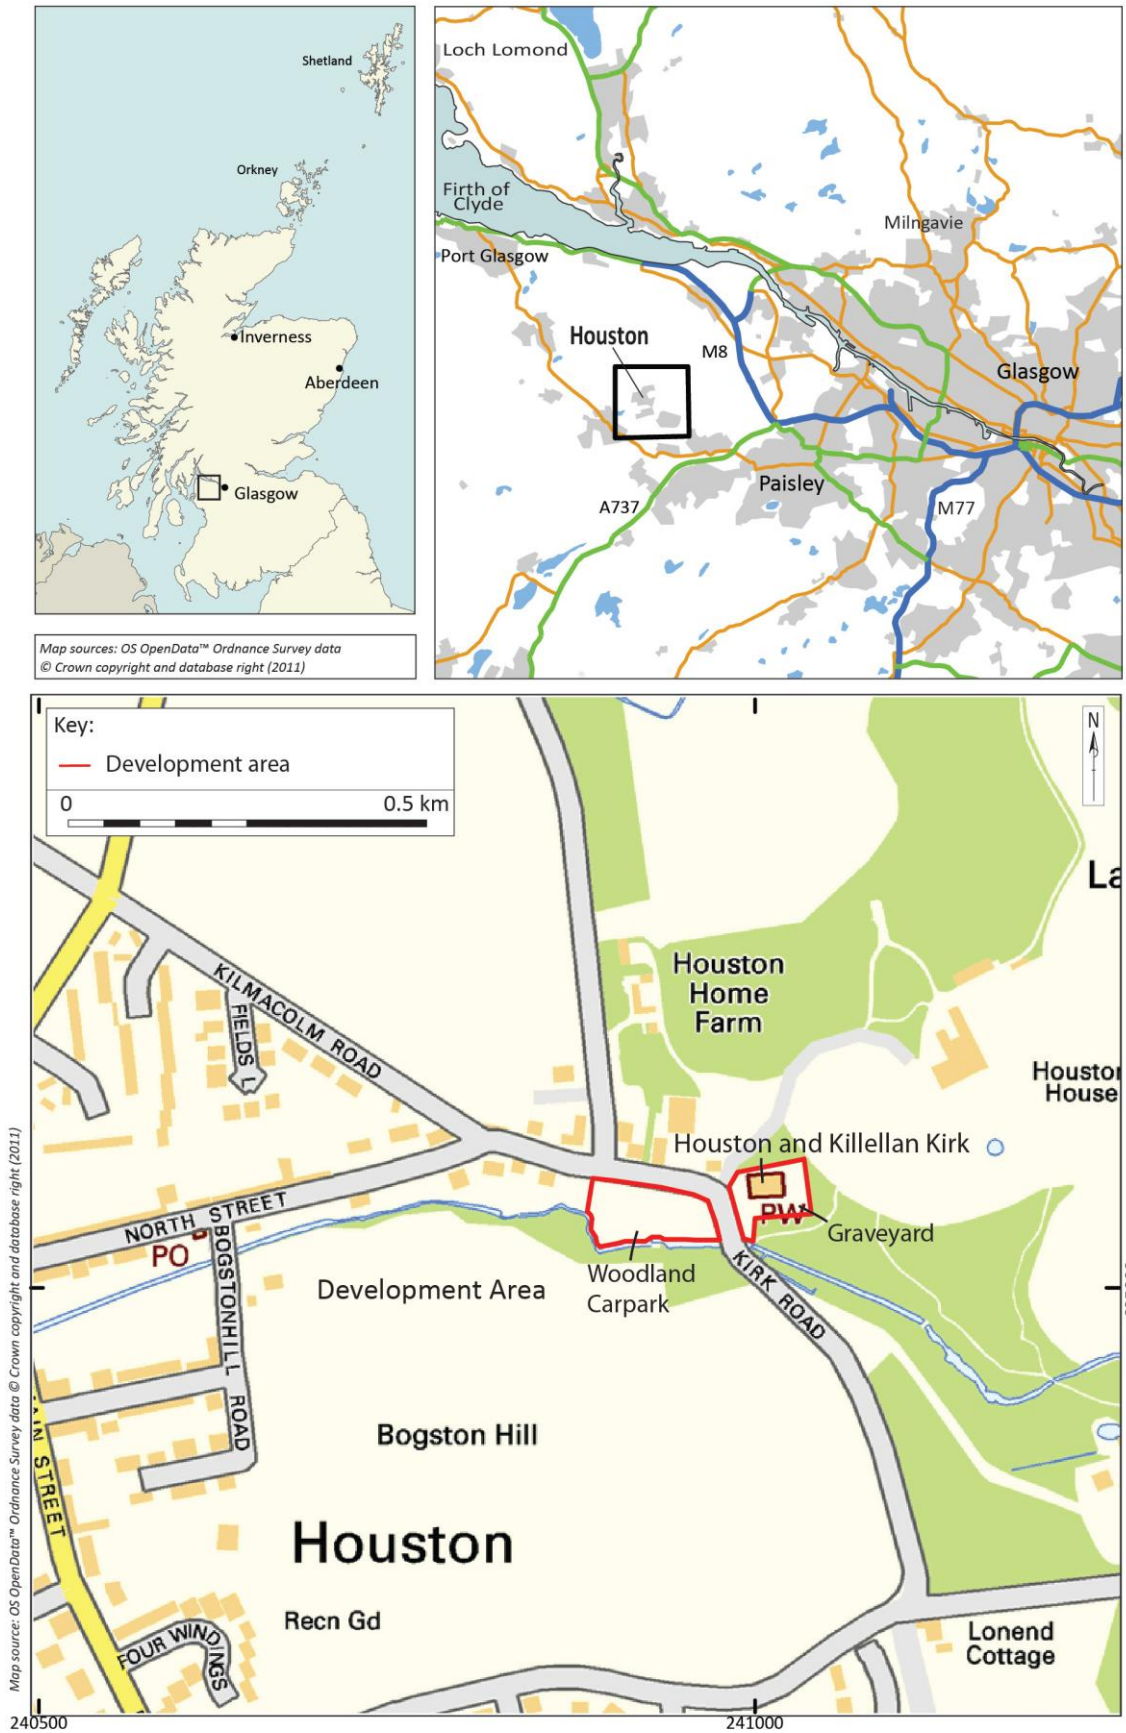 Shetland
Orkney
Inverness
Aberdeen
Glasgow
Map sources: OS OpenData™ Ordnance Survey data
© Crown copyright and database right (2011)
Loch Lomond
Firth of
Clyde
Milngavie
Port Glasgow
Houston
M8
Glasgow
Paisley
A737
M77
Key:
Development area
0 0.5 km
N
La
KILMACOLM ROAD
FIELDS L
Houston
Home
Farm
Houston
House
Houston and Killellan Kirk
PW
Graveyard
NORTH STREET
PO
BOGSTONHILL ROAD
Development Area
Woodland
Carpark
KIRK ROAD
Bogston Hill
AIN STREET
Houston
Recn Gd
FOUR WINDINGS
Lonend
Cottage
240500
241000
Map source: OS OpenData™ Ordnance Survey data © Crown copyright and database right (2011)